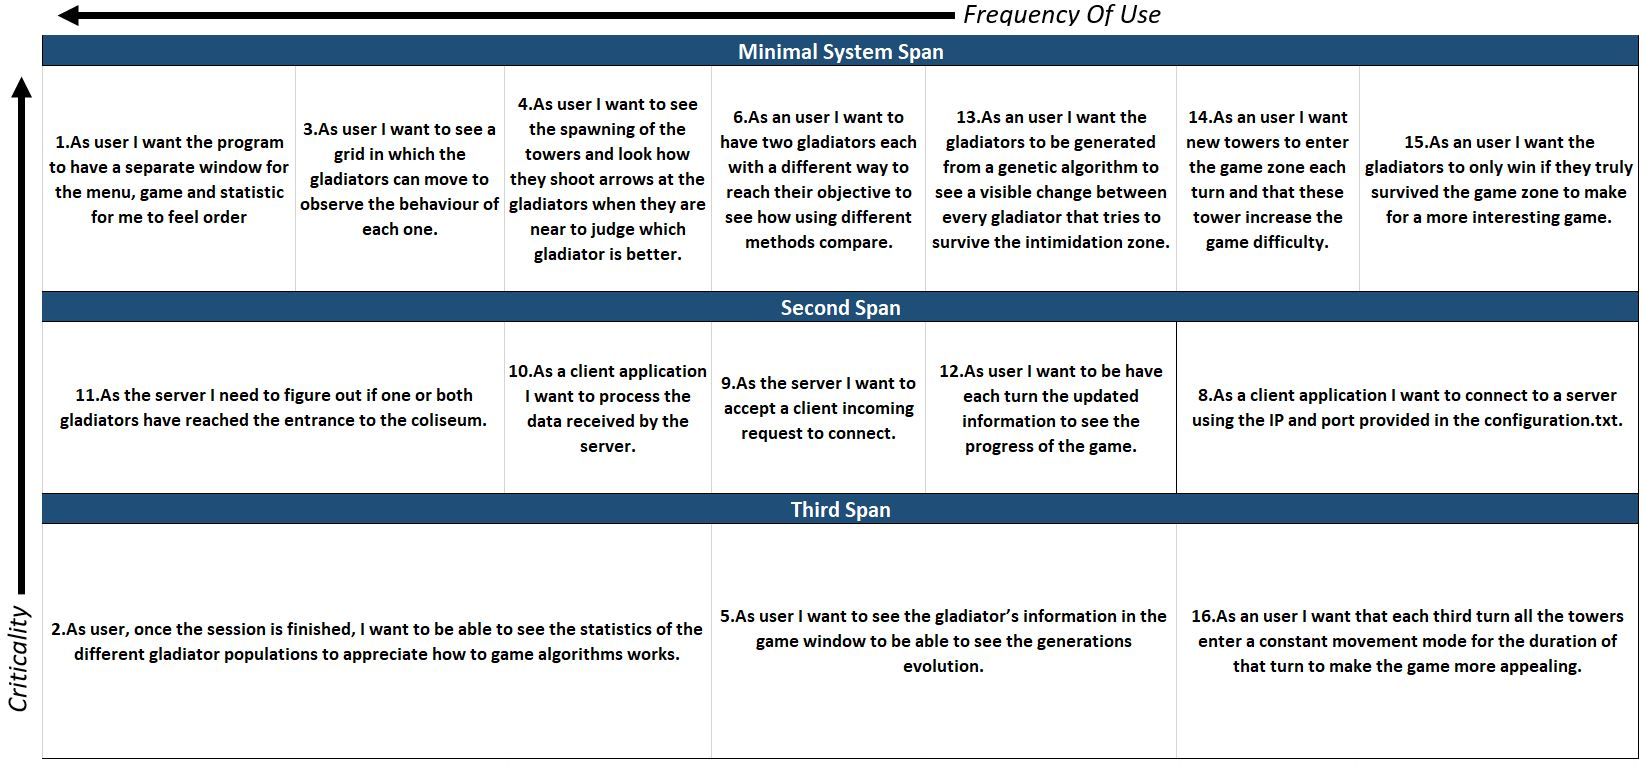 Frequency Of Use
Minimal System Span
1.As user I want the program
to have a separate window for
the menu, game and statistic
for me to feel order
3.As user I want to see a
grid in which the
gladiators can move to
observe the behaviour of
each one.
4.As user I want to see
the spawning of the
towers and look how
they shoot arrows at the
gladiators when they are
near to judge which
gladiator is better.
6.As an user I want to
have two gladiators each
with a different way to
reach their objective to
see how using different
methods compare.
13.As an user I want the
gladiators to be generated
from a genetic algorithm to
see a visible change between
every gladiator that tries to
survive the intimidation zone.
14.As an user I want
new towers to enter
the game zone each
turn and that these
tower increase the
game difficulty.
15.As an user I want the
gladiators to only win if they truly
survived the game zone to make
for a more interesting game.
Second Span
11.As the server I need to figure out if one or both
gladiators have reached the entrance to the coliseum.
10.As a client application
I want to process the
data received by the
server.
9.As the server I want to
accept a client incoming
request to connect.
12.As user I want to be have
each turn the updated
information to see the
progress of the game.
8.As a client application I want to connect to a server
using the IP and port provided in the configuration.txt.
Third Span
2.As user, once the session is finished, I want to be able to see the statistics of the
different gladiator populations to appreciate how to game algorithms works.
5.As user I want to see the gladiator’s information in the
game window to be able to see the generations
evolution.
16.As an user I want that each third turn all the towers
enter a constant movement mode for the duration of
that turn to make the game more appealing.
Criticality